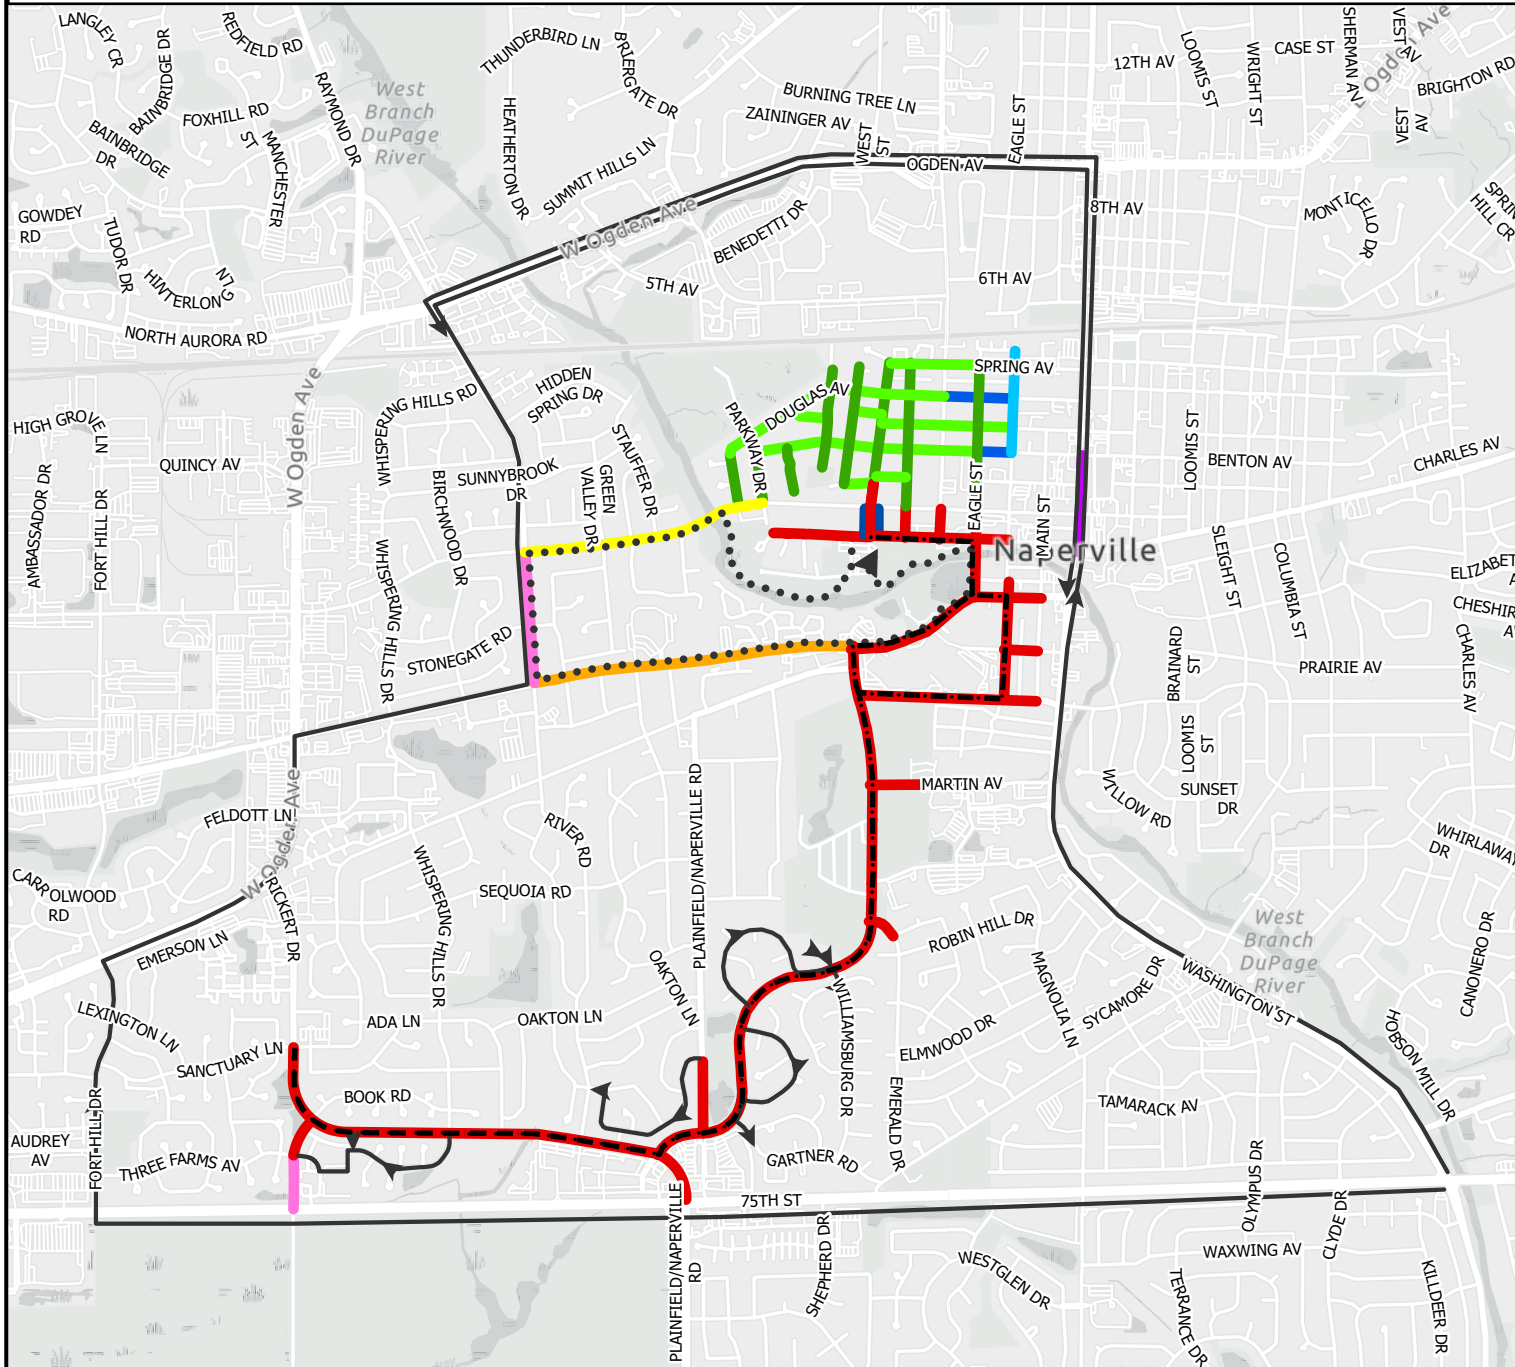 LANGLEY CR
BAINBRIDGE DR
REDFIELD RD
RAYMOND DR
THUNDERBIRD LN
BRIERGATE DR
12TH AV
LOOMIS ST
WRIGHT ST
CASE ST
SHERMAN AV
VEST AV
Ogden Ave
BRIGHTON RD
West
Branch
DuPage
River
FOXHILL RD
BAINBRIDGE
DR
MANCHESTER
ST
HEATHERTON DR
BURNING TREE LN
ZAININGER AV
WEST
ST
EAGLE ST
VEST
AV
SUMMIT HILLS LN
OGDEN AV
GOWDEY
RD
TUDOR DR
HINTERLONG
LN
W Ogden Ave
BENEDETTI DR
8TH AV
MONTICELLO DR
HILL CR
5TH AV
6TH AV
NORTH AURORA RD
HIGH GROVE LN
W Ogden Ave
WHISPERING HILLS RD
HIDDEN
SPRING DR
PARKWAY DR
DOUGLAS AV
SPRING AV
QUINCY AV
WHISPERING
SUNNYBROOK
DR
STAUFFER DR
GREEN
VALLEY DR
BENTON AV
LOOMIS ST
CHARLES AV
AMBASSADOR DR
FORT HILL DR
BIRCHWOOD DR
EAGLE ST
MAIN ST
Naperville
SLEIGHT ST
COLUMBIA ST
WHISPERING HILLS DR
STONEGATE RD
BRAINARD
ST
PRAIRIE AV
CHARLES AV
LOOMIS
ST
PLAINFIELD/NAPERVILLE RD
MARTIN AV
WILLOW RD
SUNSET
DR
W Ogden Ave
FELDOTT LN
RIVER RD
WHIRLAWAY
DR
CARROLWOOD
RD
RICKERT DR
WHISPERING HILLS DR
SEQUOIA RD
EMERSON LN
OAKTON LN
ROBIN HILL DR
MAGNOLIA LN
SYCAMORE DR
WASHINGTON ST
West
Branch
DuPage
River
CANONERO DR
LEXINGTON LN
ADA LN
OAKTON LN
WILLIAMSBURG DR
ELMWOOD DR
HOBSON MILL DR
SANCTUARY LN
BOOK RD
EMERALD DR
TAMARACK AV
AUDREY
AV
FORT HILL DR
THREE FARMS AV
GARTNER RD
75TH ST
OLYMPUS DR
CLYDE DR
PLAINFIELD/NAPERVILLE
RD
SHEPHERD DR
WESTGLEN DR
WAXWING AV
TERRANCE DR
KILLDEER DR